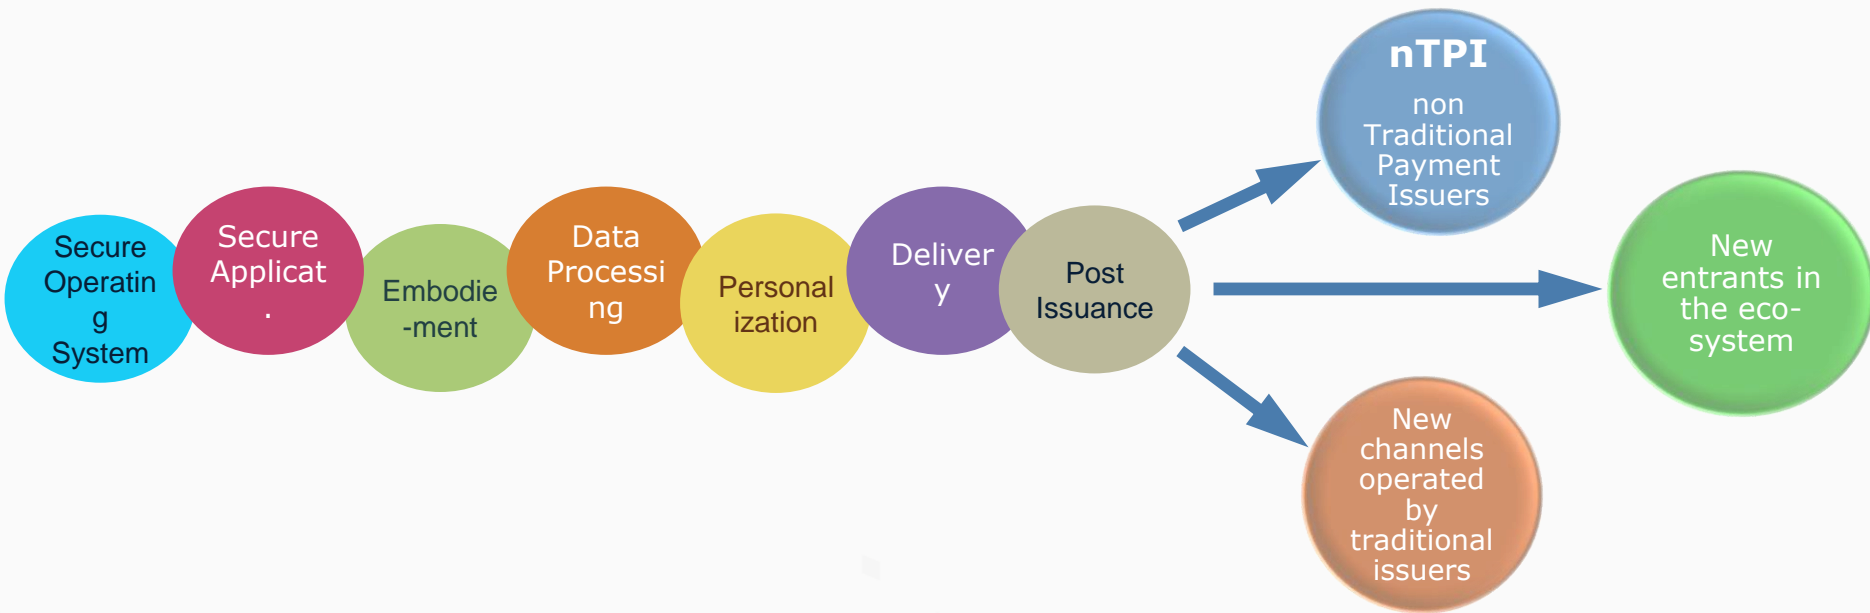 Secure
Operatin
g
System
Secure
Applicat
.
Embodie
-ment
Data
Processi
ng
Personal
ization
Deliver
y
Post
Issuance
nTPI
non
Traditional
Payment
Issuers
New
entrants in
the eco-
system
New
channels
operated
by
traditional
issuers